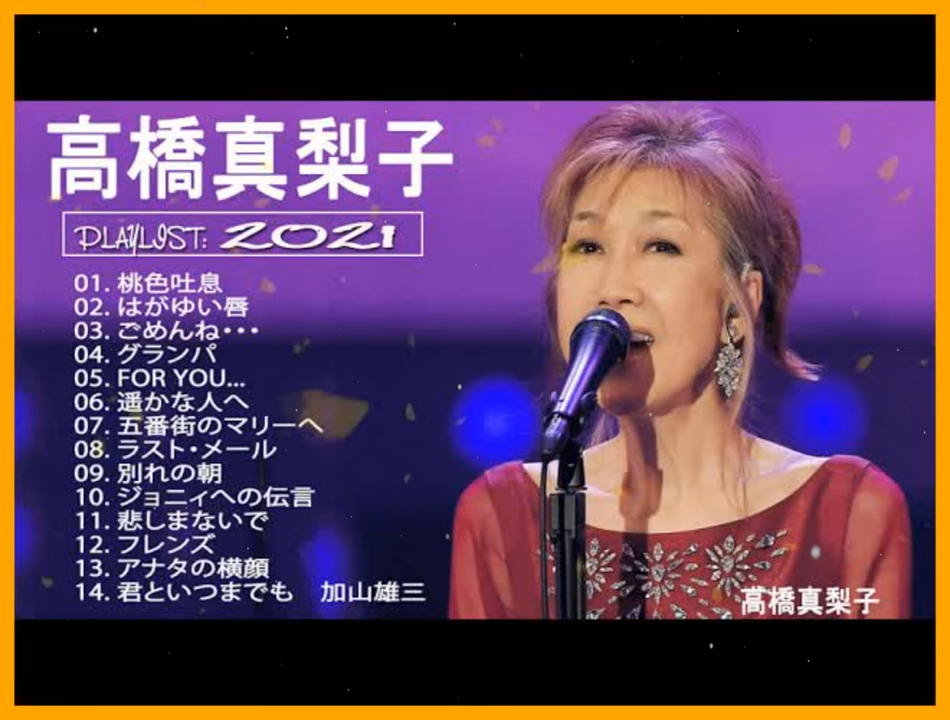 高橋真梨子
PLAYLIST: 2021
01. 桃色吐息
02. はがゆい唇
03. ごめんね・・・
04. グランパ
05. FOR YOU...
06. 遥かな人へ
07. 五番街のマリーへ
08. ラスト・メール
09. 別れの朝
10. ジョニィへの伝言
11. 悲しまないで
12. フレンズ
13. アナタの横顔
14. 君といつまでも　加山雄三
高橋真梨子